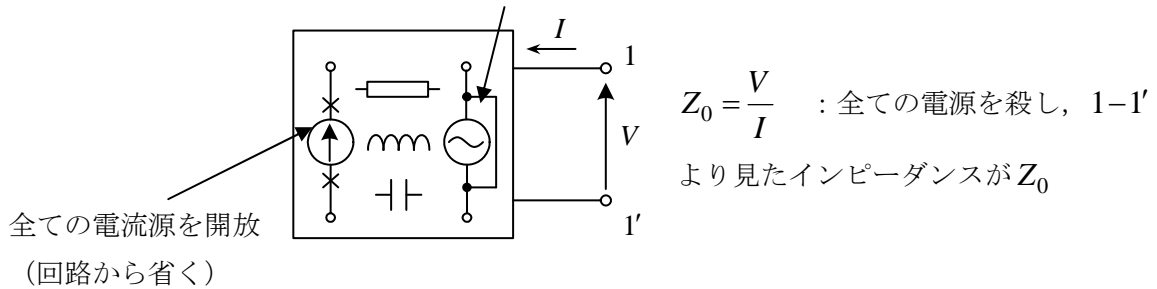 I
1
V
1′
Z₀ = V/I ：全ての電源を殺し，1−1′
より見たインピーダンスが Z₀
全ての電流源を開放
（回路から省く）